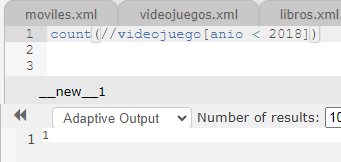 moviles.xml videojuegos.xml libros.xml
1 count(//videojuego[anio < 2018])
2
3
__new__1
Adaptive Output Number of results: 10
1 1